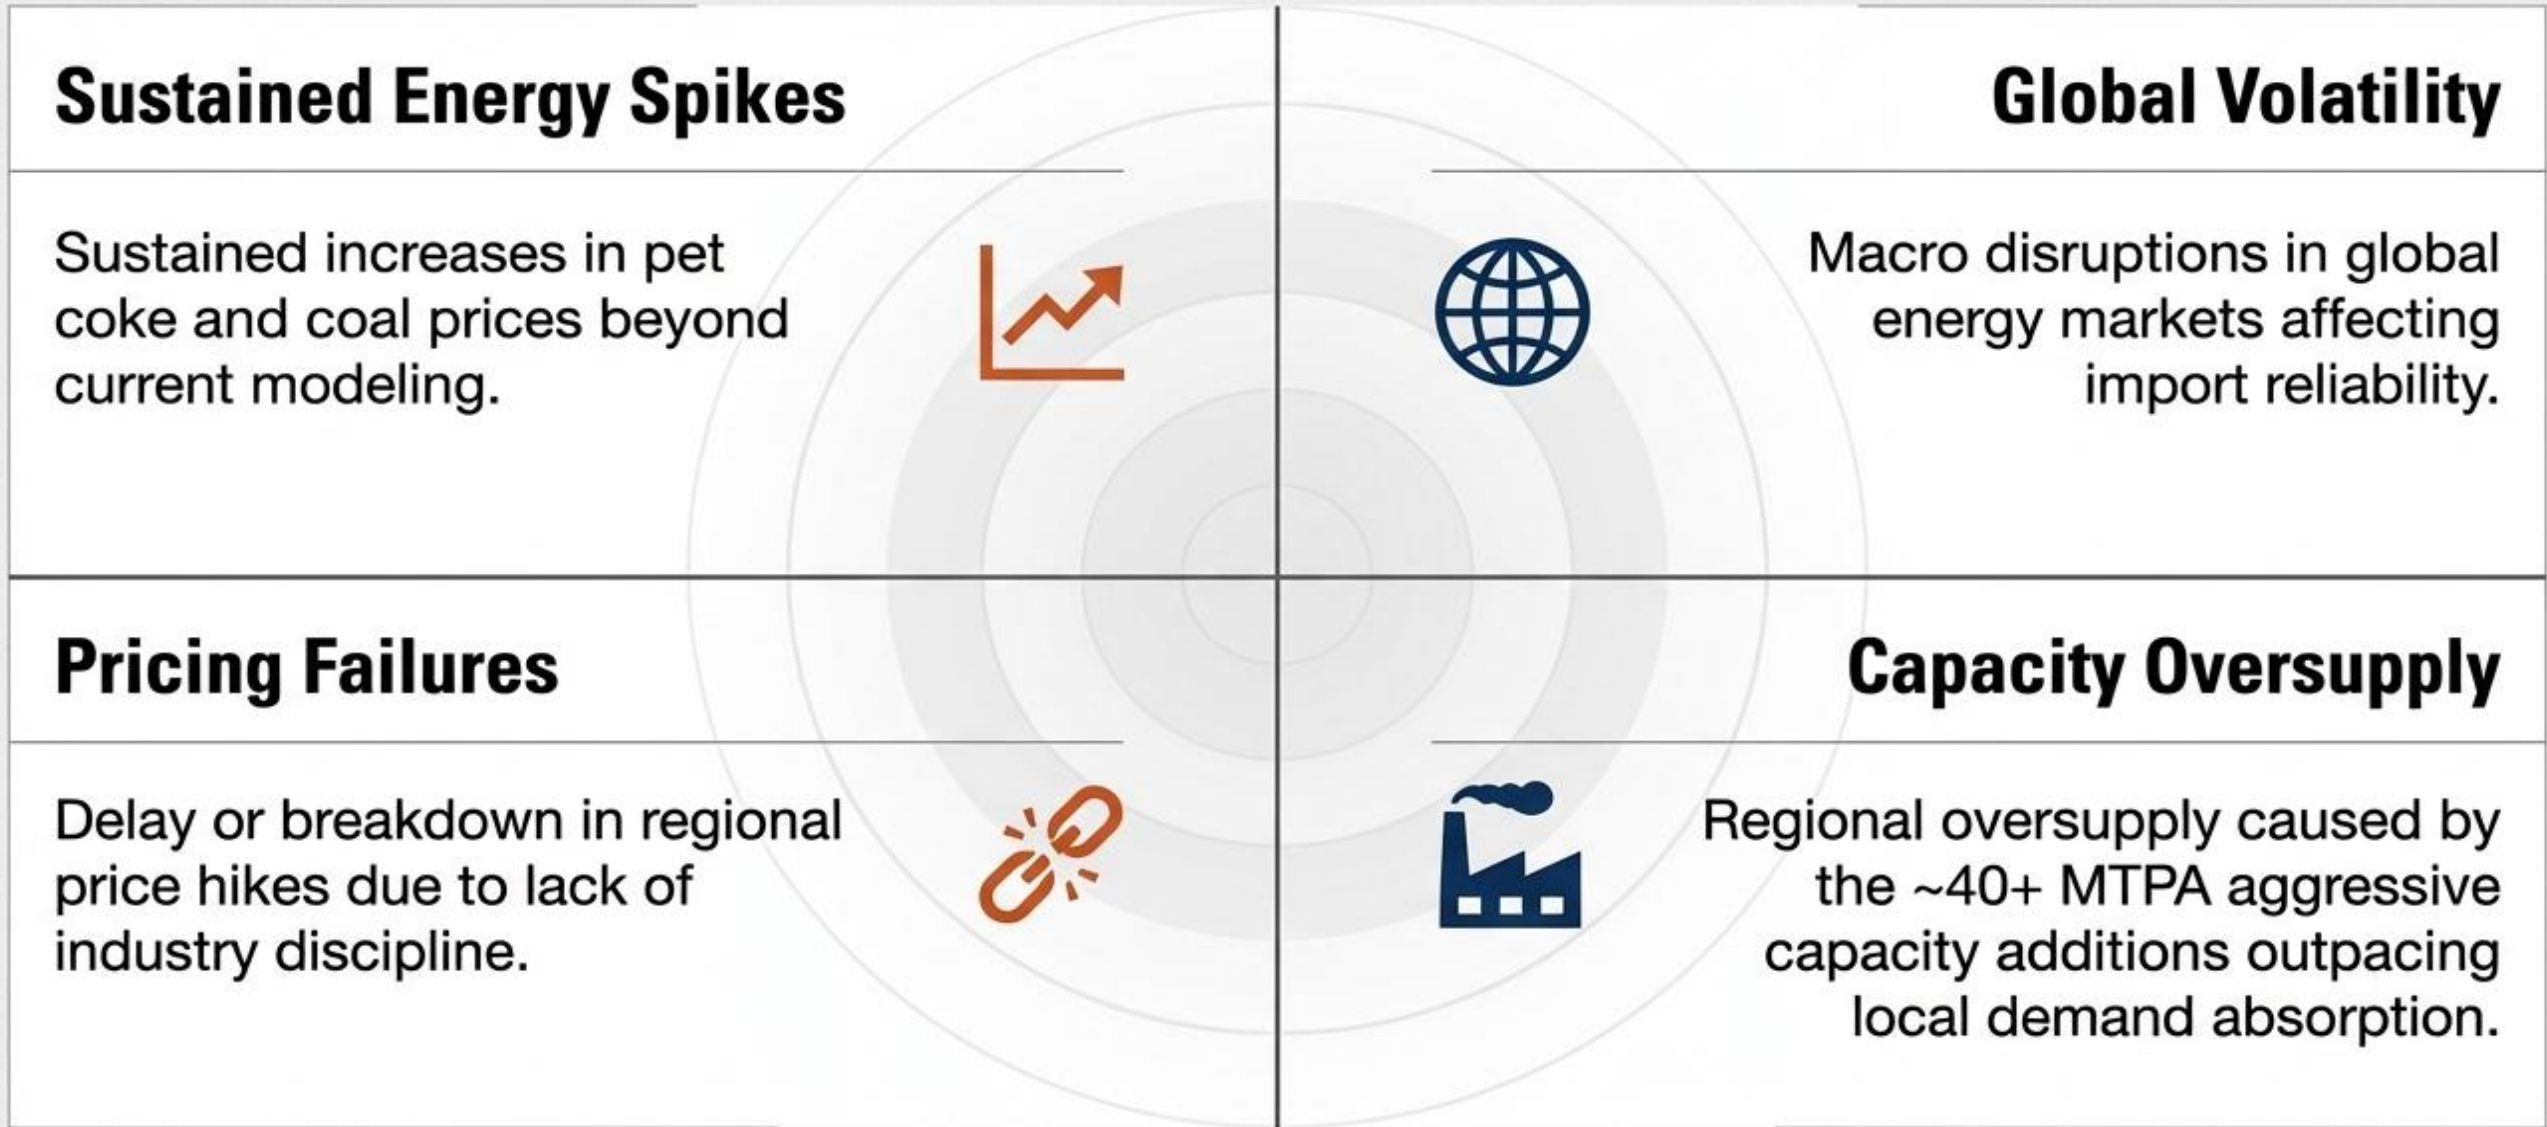 Sustained Energy Spikes
Sustained increases in pet
coke and coal prices beyond
current modeling.
Global Volatility
Macro disruptions in global
energy markets affecting
import reliability.
Pricing Failures
Delay or breakdown in regional
price hikes due to lack of
industry discipline.
Capacity Oversupply
Regional oversupply caused by
the ~40+ MTPA aggressive
capacity additions outpacing
local demand absorption.